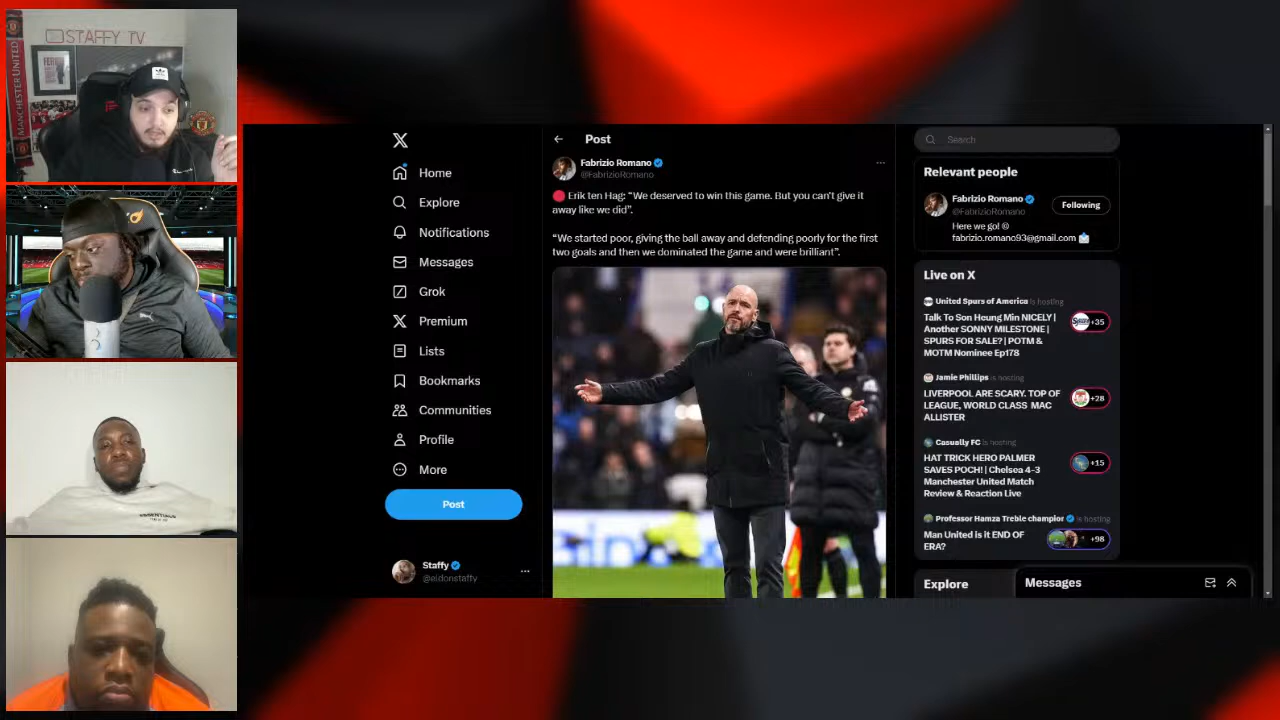 STAFFY TV
MANCHESTER UNITED
X
Home
Explore
Notifications
Messages
Grok
Premium
Lists
Bookmarks
Communities
Profile
More
Post
Staffy
@eldonstaffy
Post
Fabrizio Romano
@FabrizioRomano
Erik ten Hag: “We deserved to win this game. But you can't give it
away like we did”.
“We started poor, giving the ball away and defending poorly for the first
two goals and then we dominated the game and were brilliant”.
Search
Relevant people
Fabrizio Romano
@FabrizioRomano
Following
Here we go! ©
fabrizio.romano93@gmail.com
Live on X
United Spurs of America is hosting
Talk To Son Heung Min NICELY |
Another SONNY MILESTONE |
SPURS FOR SALE? | POTM &
MOTM Nominee Ep178
+35
Jamie Phillips is hosting
LIVERPOOL ARE SCARY. TOP OF
LEAGUE, WORLD CLASS MAC
ALLISTER
+28
Casually FC is hosting
HAT TRICK HERO PALMER
SAVES POCH! | Chelsea 4-3
Manchester United Match
Review & Reaction Live
+15
Professor Hamza Treble champior is hosting
Man United is it END OF
ERA?
+98
Explore
Messages